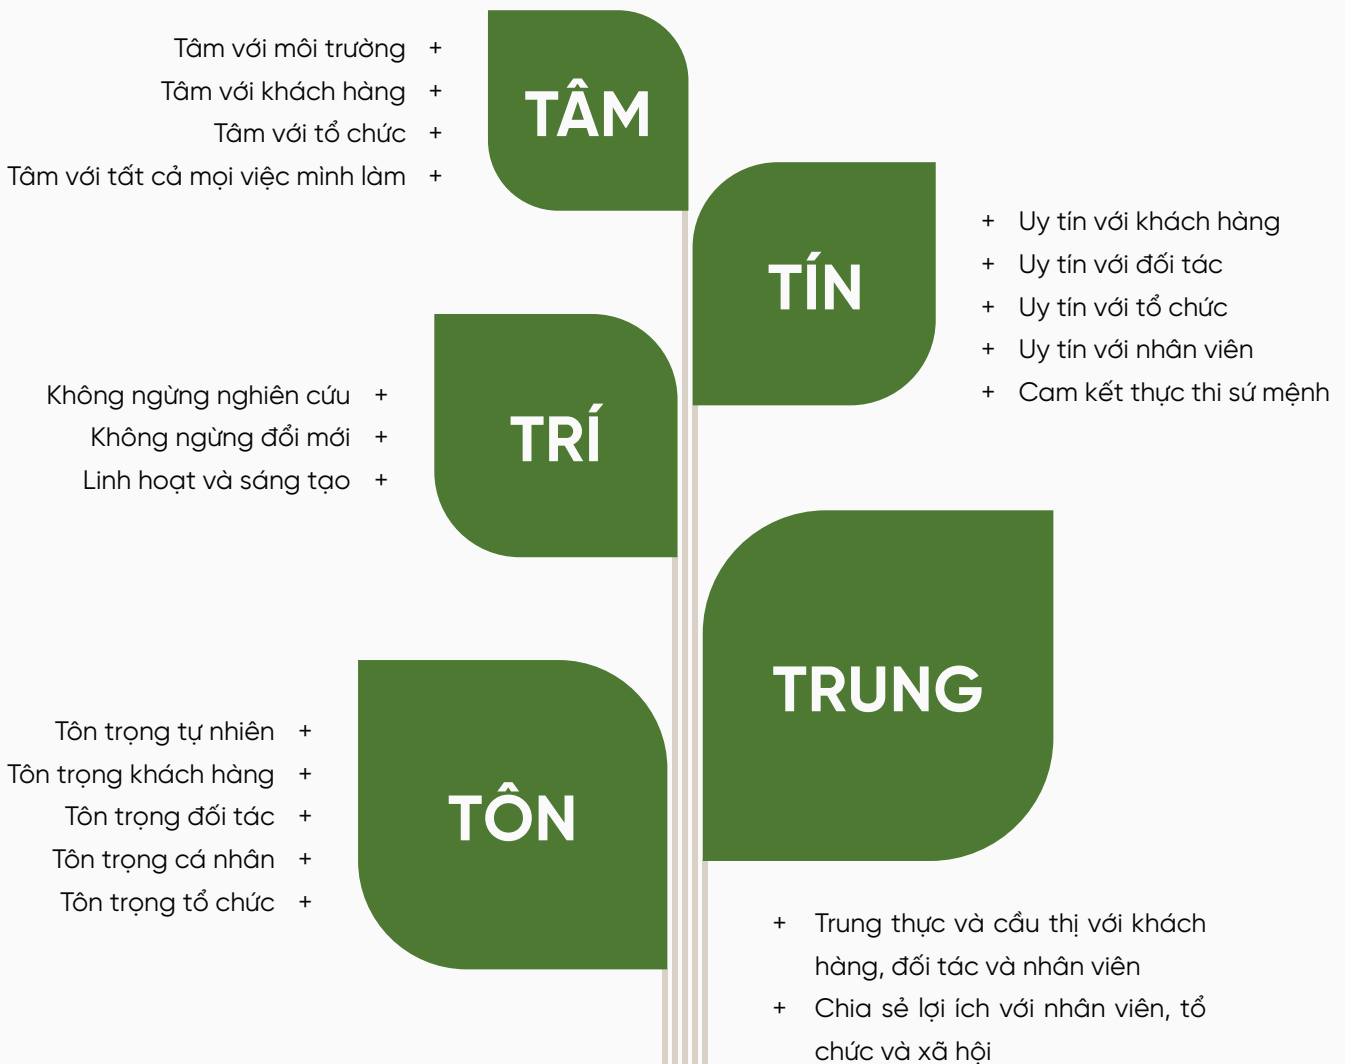 Tâm với môi trường +
Tâm với khách hàng +
Tâm với tổ chức +
Tâm với tất cả mọi việc mình làm +
TÂM
TÍN
+ Uy tín với khách hàng
+ Uy tín với đối tác
+ Uy tín với tổ chức
+ Uy tín với nhân viên
+ Cam kết thực thi sứ mệnh
Không ngừng nghiên cứu +
Không ngừng đổi mới +
Linh hoạt và sáng tạo +
TRÍ
TRUNG
+ Trung thực và cầu thị với khách
hàng, đối tác và nhân viên
+ Chia sẻ lợi ích với nhân viên, tổ
chức và xã hội
Tôn trọng tự nhiên +
Tôn trọng khách hàng +
Tôn trọng đối tác +
Tôn trọng cá nhân +
Tôn trọng tổ chức +
TÔN